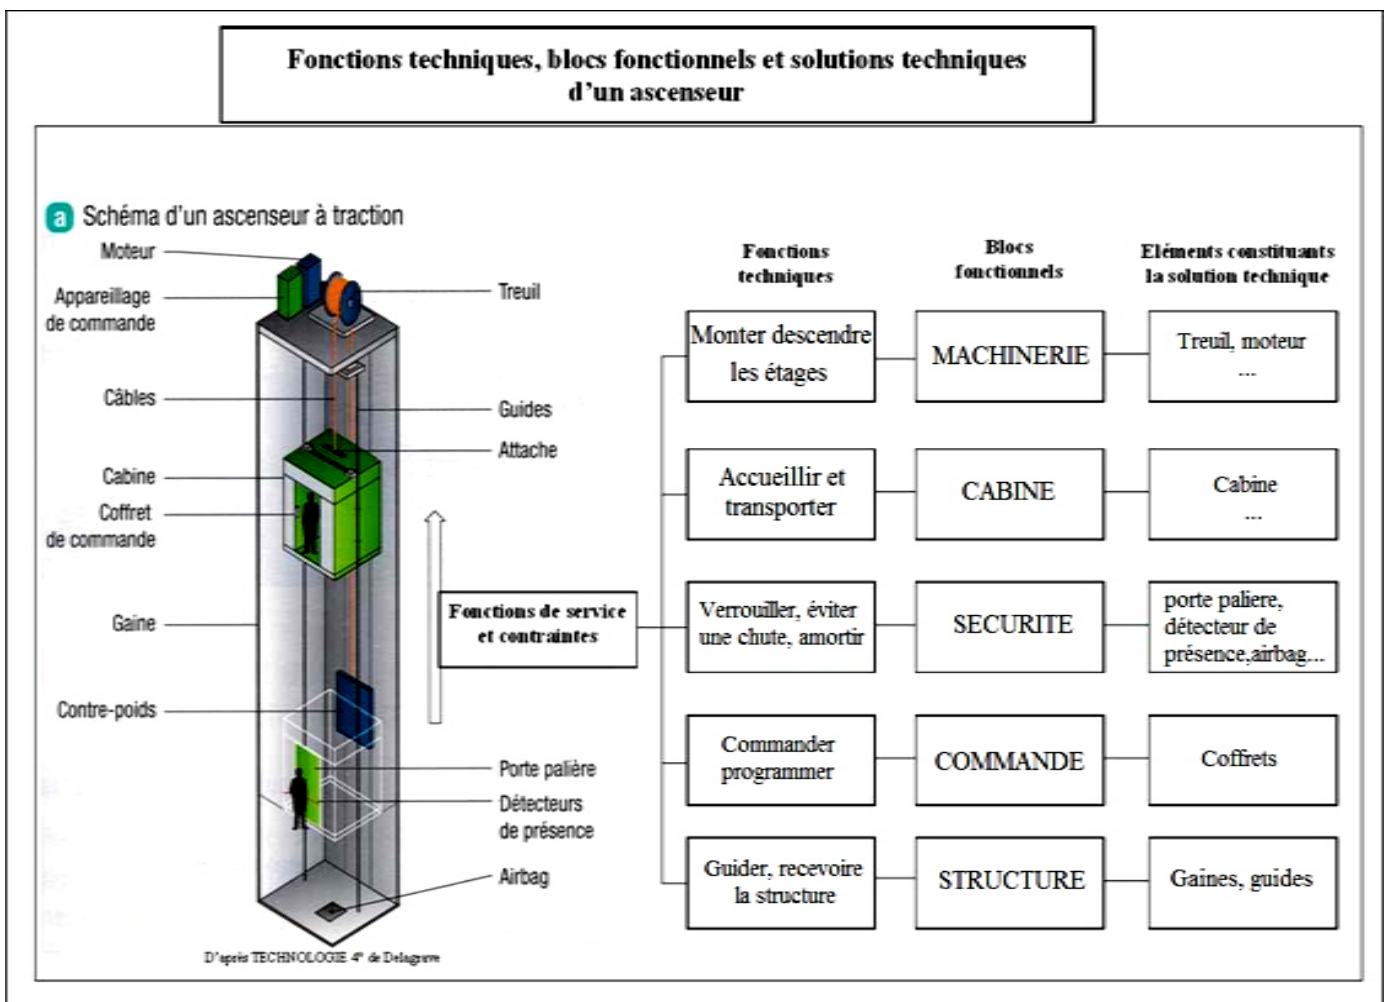 Fonctions techniques, blocs fonctionnels et solutions techniques
d'un ascenseur
a Schéma d'un ascenseur à traction
Moteur
Appareillage
de commande
Câbles
Cabine
Coffret
de commande
Gaine
Contre-poids
Treuil
Guides
Attache
Porte palière
Détecteurs
de présence
Airbag
D'après TECHNOLOGIE 4° de Delagrave
Fonctions de service
et contraintes
Fonctions
techniques
Blocs
fonctionnels
Eléments constituants
la solution technique
Monter descendre
les étages
MACHINERIE
Treuil, moteur
...
Accueillir et
transporter
CABINE
Cabine
...
Verrouiller, éviter
une chute, amortir
SECURITE
porte paliere,
détecteur de
présence,airbag...
Commander
programmer
COMMANDE
Coffrets
Guider, recevoire
la structure
STRUCTURE
Gaines, guides